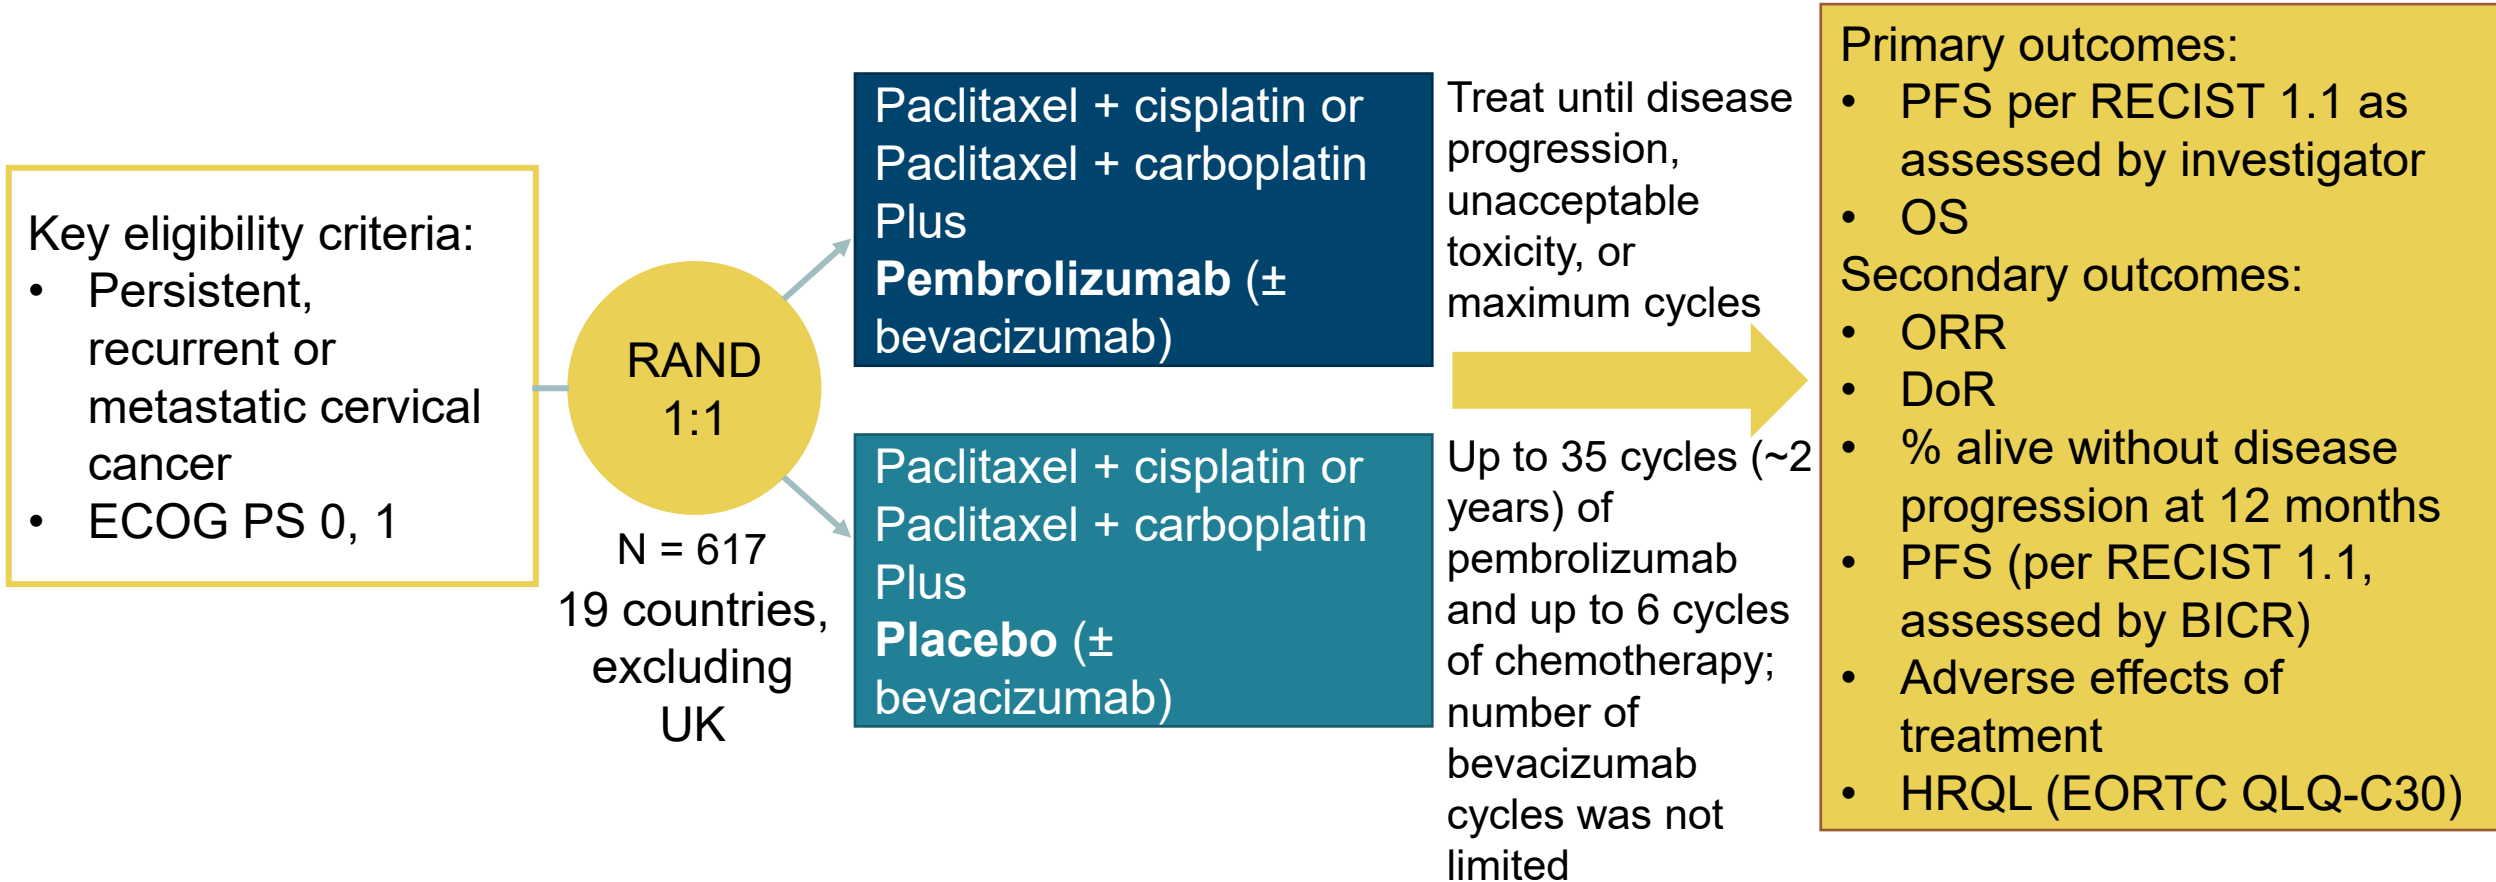 Key eligibility criteria:
• Persistent,
recurrent or
metastatic cervical
cancer
• ECOG PS 0, 1
RAND
1:1
N = 617
19 countries,
excluding
UK
Paclitaxel + cisplatin or
Paclitaxel + carboplatin
Plus
Pembrolizumab (±
bevacizumab)
Paclitaxel + cisplatin or
Paclitaxel + carboplatin
Plus
Placebo (±
bevacizumab)
Treat until disease
progression,
unacceptable
toxicity, or
maximum cycles
Up to 35 cycles (~2
years) of
pembrolizumab
and up to 6 cycles
of chemotherapy;
number of
bevacizumab
cycles was not
limited
Primary outcomes:
• PFS per RECIST 1.1 as
assessed by investigator
• OS
Secondary outcomes:
• ORR
• DoR
• % alive without disease
progression at 12 months
• PFS (per RECIST 1.1,
assessed by BICR)
• Adverse effects of
treatment
• HRQL (EORTC QLQ-C30)